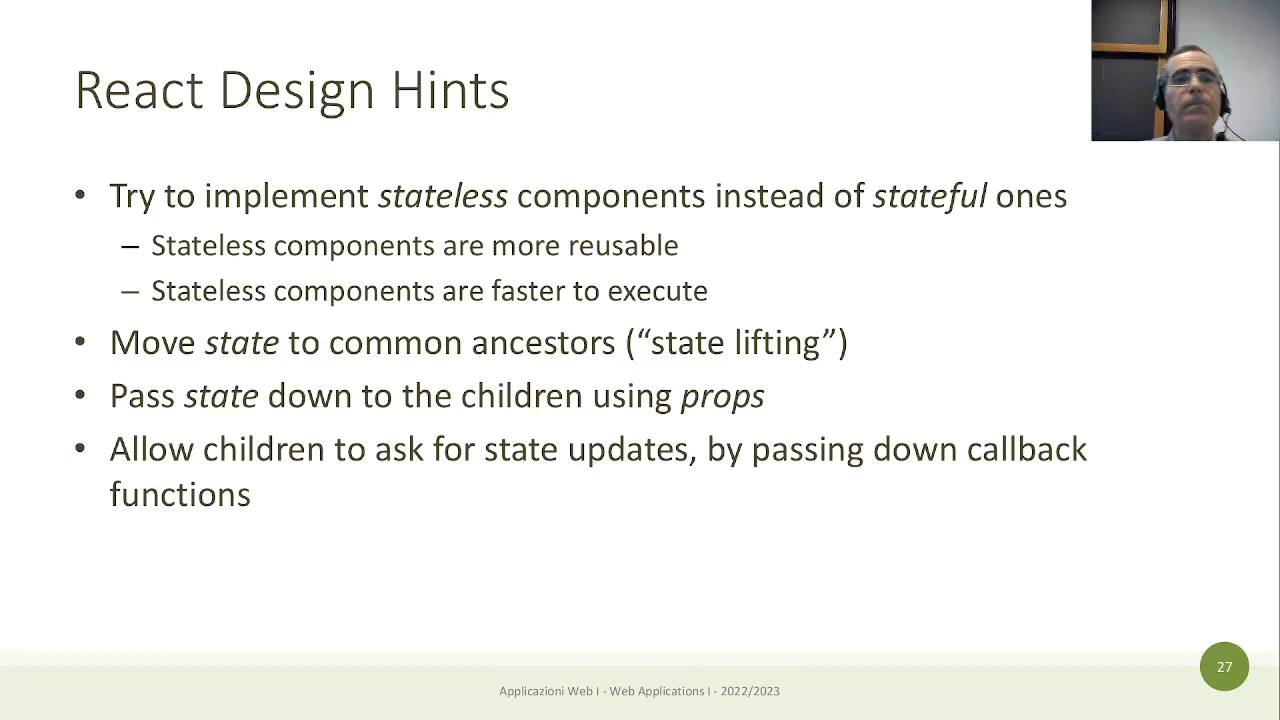 React Design Hints
• Try to implement stateless components instead of stateful ones
– Stateless components are more reusable
– Stateless components are faster to execute
• Move state to common ancestors (“state lifting”)
• Pass state down to the children using props
• Allow children to ask for state updates, by passing down callback
functions
27
Applicazioni Web I - Web Applications I - 2022/2023